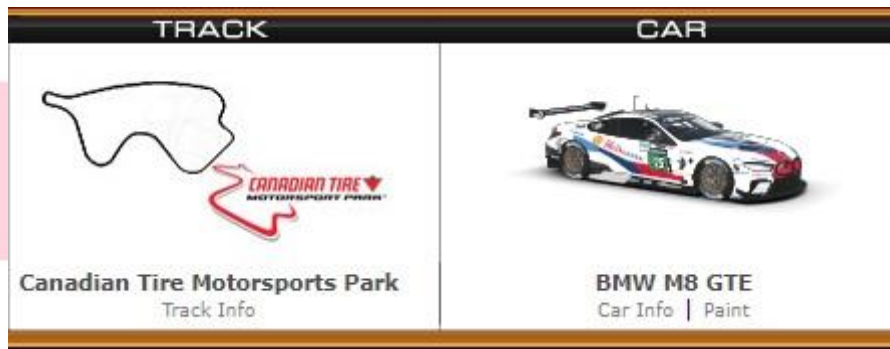 TRACK
CAR
CANADIAN TIRE
MOTORSPORT PARK
Canadian Tire Motorsports Park
Track Info
BMW M8 GTE
Car Info | Paint